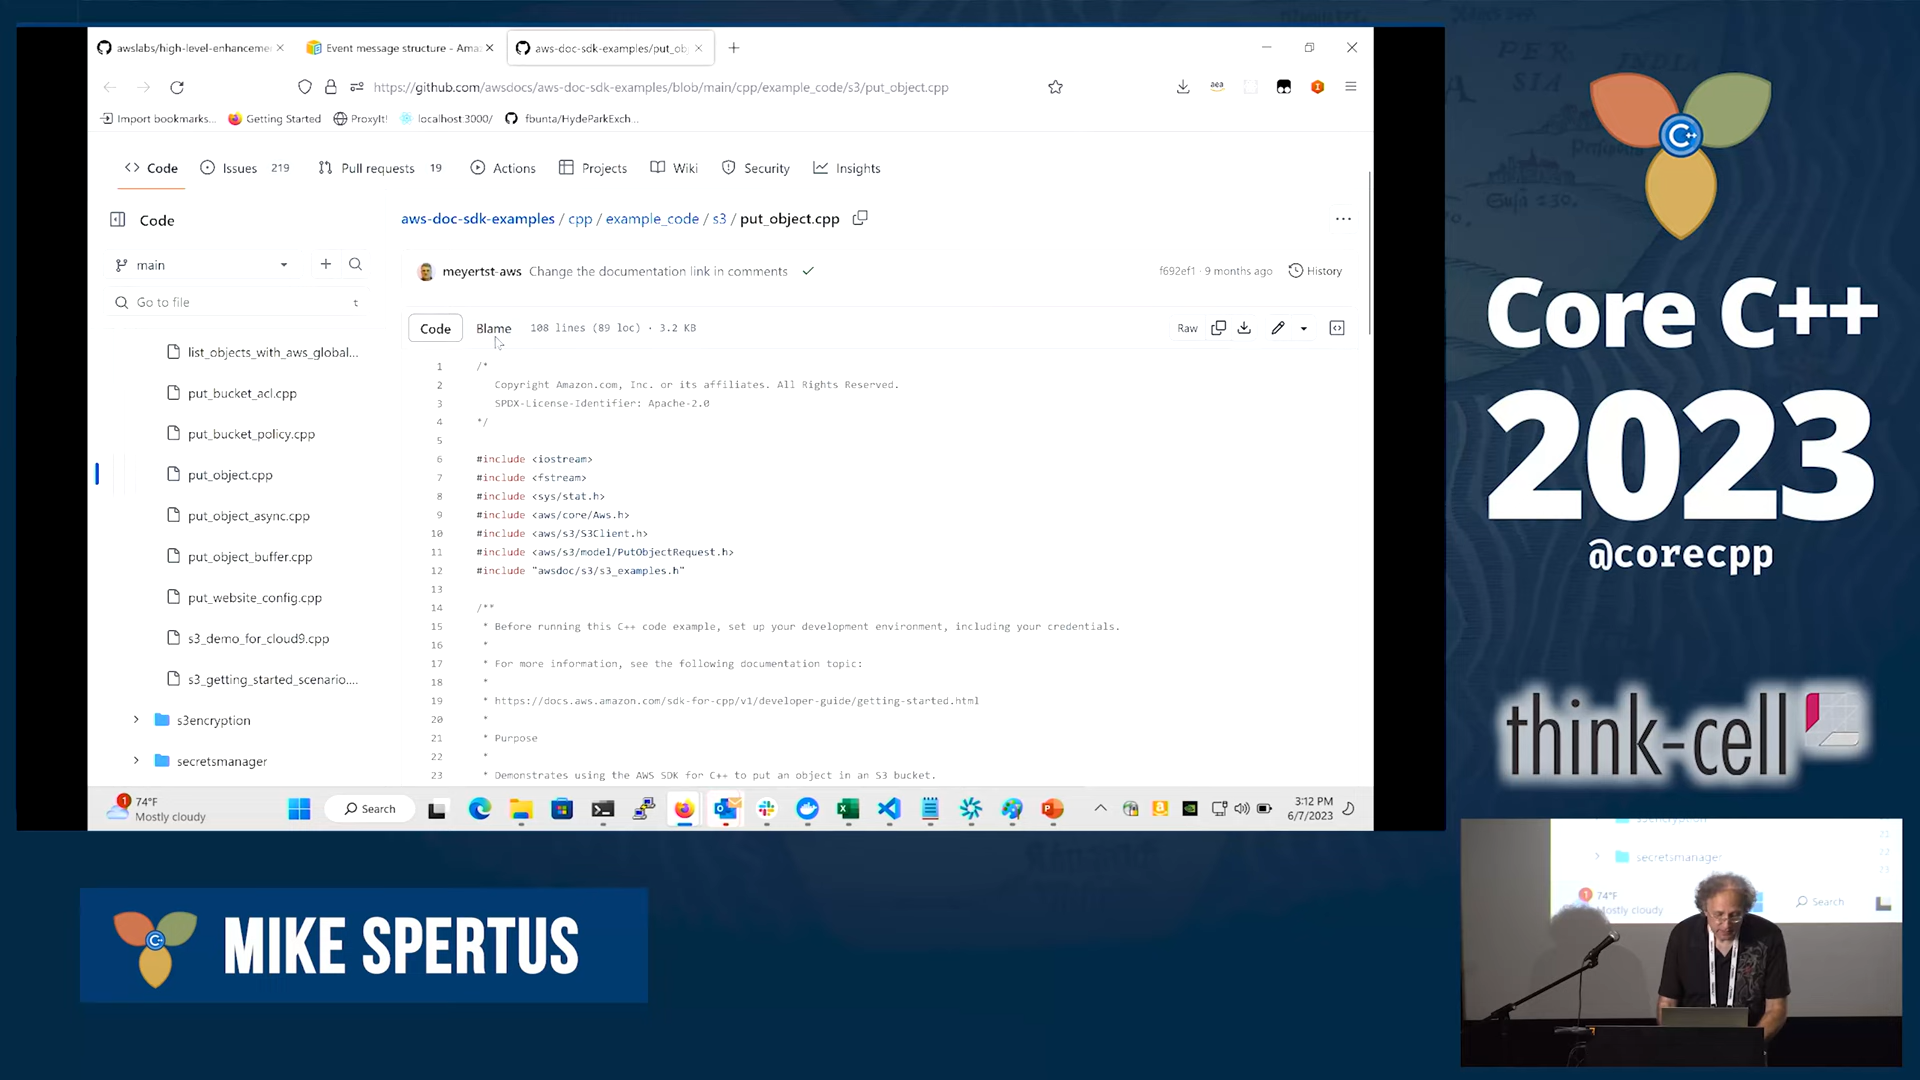 awslabs/high-level-enhanceme
Event message structure - Ama
aws-doc-sdk-examples/put_ob
https://github.com/awsdocs/aws-doc-sdk-examples/blob/main/cpp/example_code/s3/put_object.cpp
aea
Import bookmarks...
Getting Started
ProxyIt!
localhost:3000/
fbunta/HydeParkExch...
Code
Issues 219
Pull requests 19
Actions
Projects
Wiki
Security
Insights
Code
aws-doc-sdk-examples / cpp / example_code / s3 / put_object.cpp
...
main
meyertst-aws Change the documentation link in comments
f692ef1 · 9 months ago
History
Go to file t
Code
Blame
108 lines (89 loc) · 3.2 KB
Raw
list_objects_with_aws_global...
put_bucket_acl.cpp
put_bucket_policy.cpp
put_object.cpp
put_object_async.cpp
put_object_buffer.cpp
put_website_config.cpp
s3_demo_for_cloud9.cpp
s3_getting_started_scenario....
s3encryption
secretsmanager
1 /*
2 Copyright Amazon.com, Inc. or its affiliates. All Rights Reserved.
3 SPDX-License-Identifier: Apache-2.0
4 */
5
6 #include <iostream>
7 #include <fstream>
8 #include <sys/stat.h>
9 #include <aws/core/Aws.h>
10 #include <aws/s3/S3Client.h>
11 #include <aws/s3/model/PutObjectRequest.h>
12 #include "awsdoc/s3/s3_examples.h"
13
14 /**
15 * Before running this C++ code example, set up your development environment, including your credentials.
16 *
17 * For more information, see the following documentation topic:
18 *
19 * https://docs.aws.amazon.com/sdk-for-cpp/v1/developer-guide/getting-started.html
20 *
21 * Purpose
22 *
23 * Demonstrates using the AWS SDK for C++ to put an object in an S3 bucket.
1
74°F
Mostly cloudy
Search
3:12 PM
6/7/2023
C++
Core C++
2023
@corecpp
think-cell
MIKE SPERTUS
secretsmanager
21
22
23
1
74°F
Mostly cloudy
Search